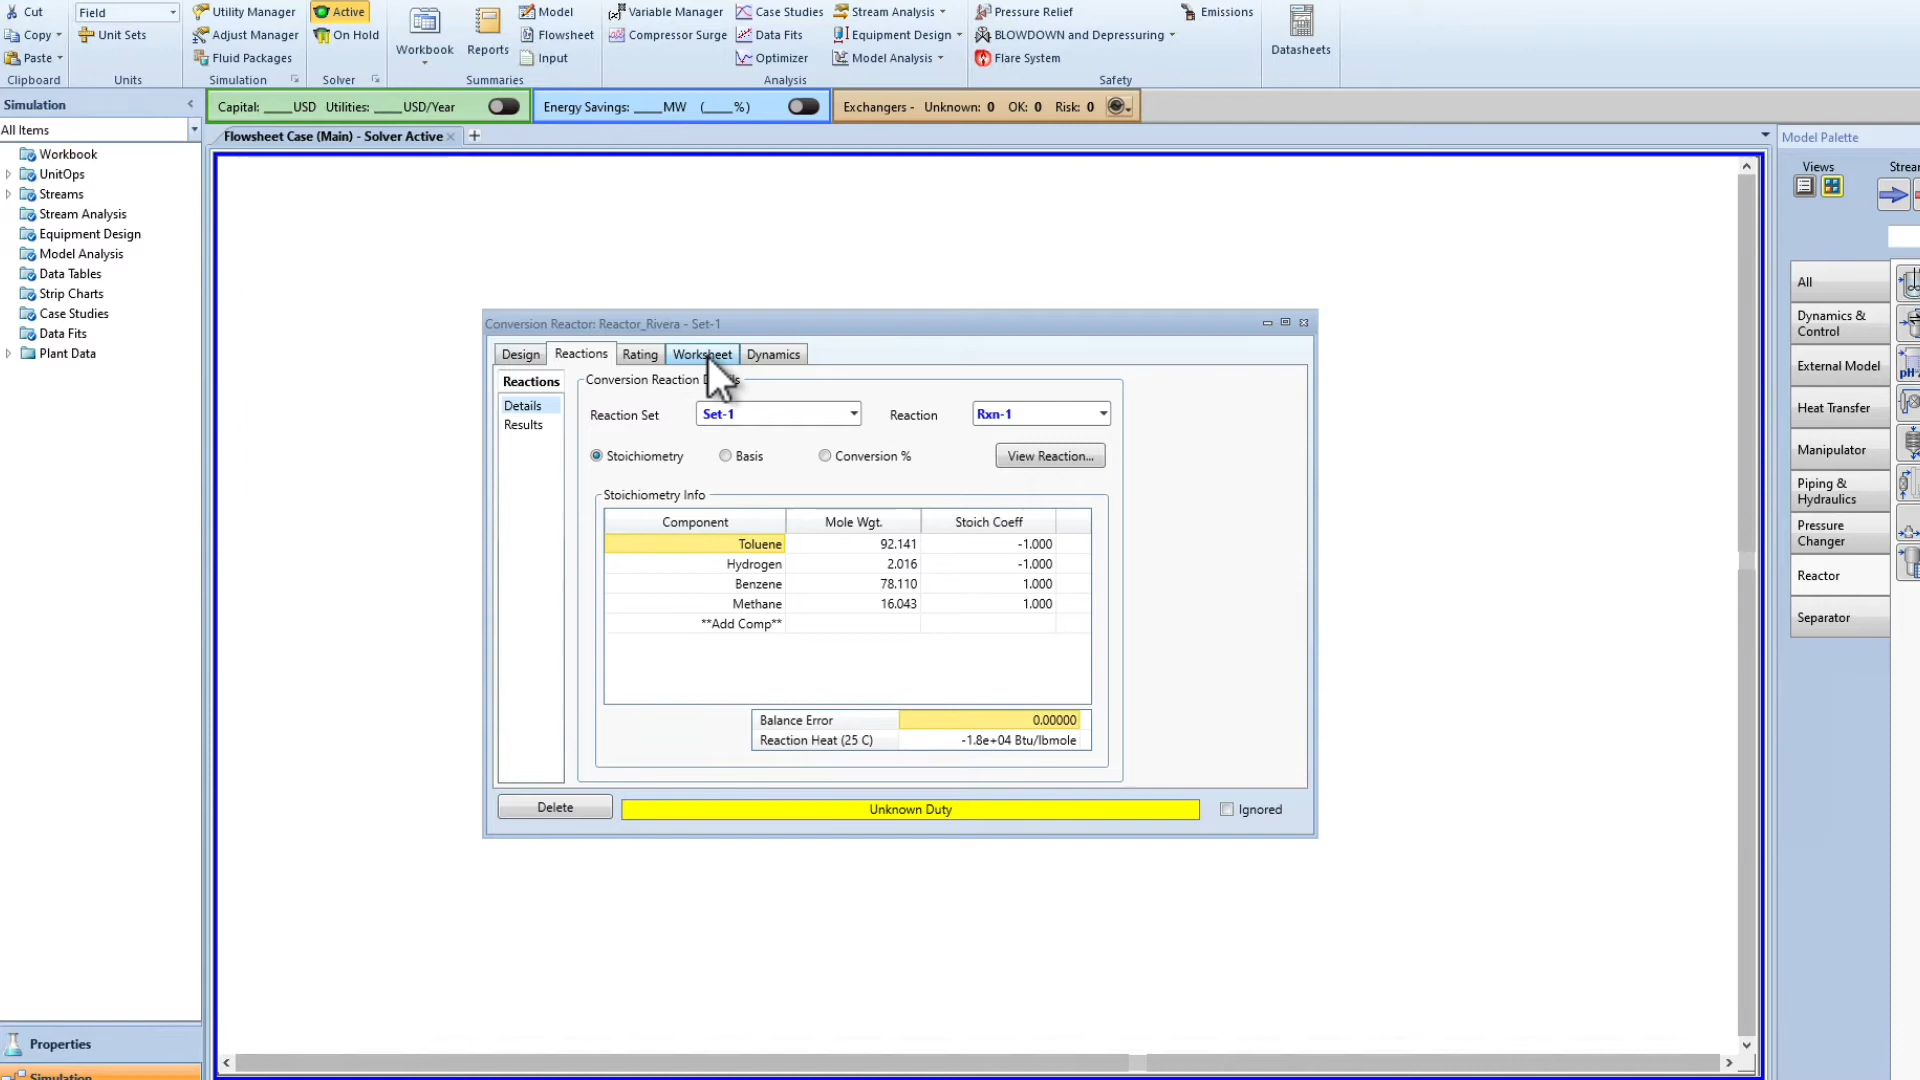 Cut
Copy
Paste
Clipboard
Field
Unit Sets
Units
Utility Manager
Adjust Manager
Fluid Packages
Simulation
Active
On Hold
Solver
Workbook
Reports
Model
Flowsheet
Input
Summaries
Variable Manager
Compressor Surge
Case Studies
Data Fits
Optimizer
Stream Analysis
Equipment Design
Model Analysis
Analysis
Pressure Relief
BLOWDOWN and Depressuring
Flare System
Emissions
Safety
Datasheets
Simulation
All Items
Capital: ____USD Utilities: ____USD/Year
Energy Savings: ____MW (____%)
Exchangers - Unknown: 0 OK: 0 Risk: 0
Flowsheet Case (Main) - Solver Active
Workbook
UnitOps
Streams
Stream Analysis
Equipment Design
Model Analysis
Data Tables
Strip Charts
Case Studies
Data Fits
Plant Data
Properties
Simulation
Conversion Reactor: Reactor_Rivera - Set-1
Design Reactions Rating Worksheet Dynamics
Reactions
Details
Results
Conversion Reaction
Reaction Set Set-1 Reaction Rxn-1
Stoichiometry Basis Conversion % View Reaction...
Stoichiometry Info
Component Mole Wgt. Stoich Coeff
Toluene 92.141 -1.000
Hydrogen 2.016 -1.000
Benzene 78.110 1.000
Methane 16.043 1.000
**Add Comp**
Balance Error 0.00000
Reaction Heat (25 C) -1.8e+04 Btu/lbmole
Delete Unknown Duty Ignored
Model Palette
Views
All
Dynamics &
Control
External Model
Heat Transfer
Manipulator
Piping &
Hydraulics
Pressure
Changer
Reactor
Separator